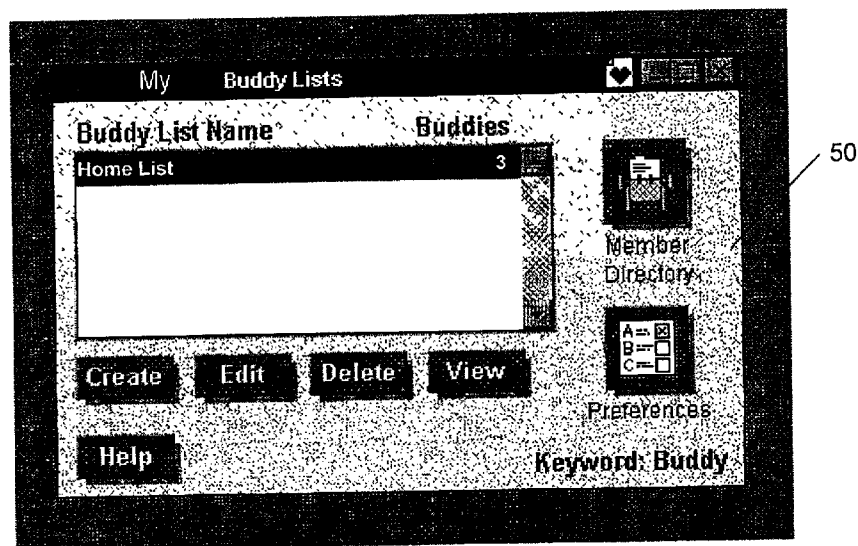 My Buddy Lists
Buddy List Name Buddies
Home List 3
50
Member
Directory
A
B
C
Create Edit Delete View
Preferences
Help
Keyword: Buddy